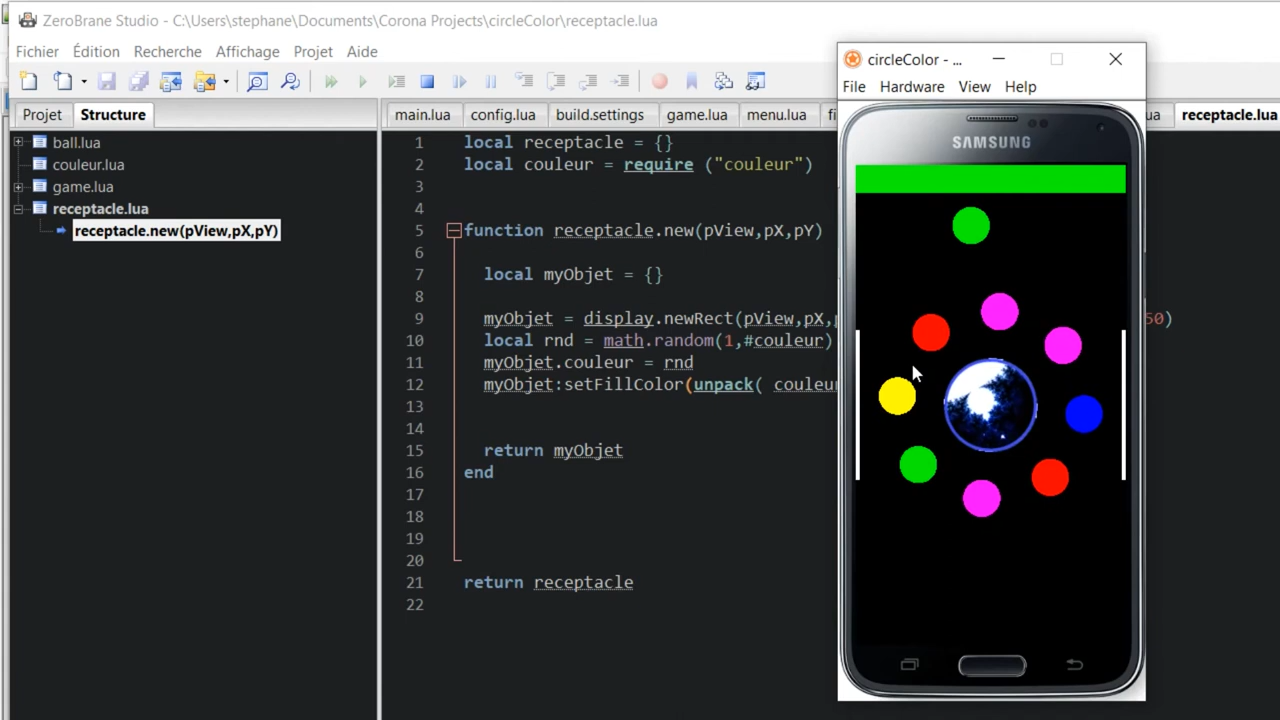 ZeroBrane Studio - C:\Users\stephane\Documents\Corona Projects\circleColor\receptacle.lua
Fichier Édition Recherche Affichage Projet Aide
Projet Structure
ball.lua
couleur.lua
game.lua
receptacle.lua
receptacle.new(pView,pX,pY)
main.lua config.lua build.settings game.lua menu.lua receptacle.lua
1 local receptacle = {}
2 local couleur = require ("couleur")
3
4
5 function receptacle.new(pView,pX,pY)
6
7 local myObjet = {}
8
9 myObjet = display.newRect(pView,pX, 50)
10 local rnd = math.random(1,#couleur)
11 myObjet.couleur = rnd
12 myObjet:setFillColor(unpack( couleur
13
14
15 return myObjet
16 end
17
18
19
20
21 return receptacle
22
circleColor - ...
File Hardware View Help
SAMSUNG